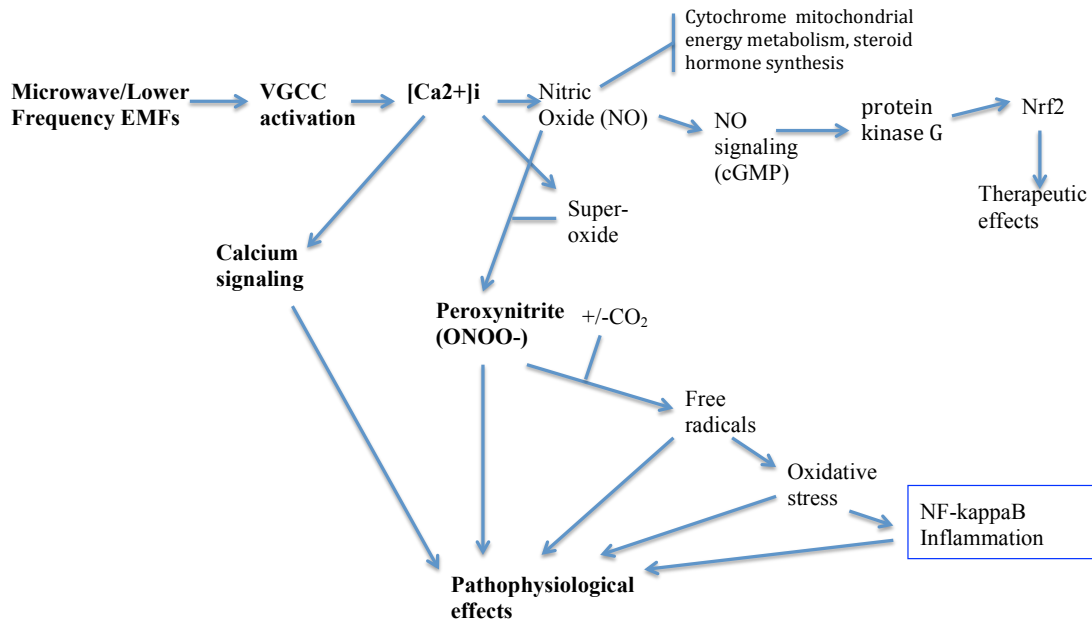 Cytochrome mitochondrial
energy metabolism, steroid
hormone synthesis
Microwave/Lower
Frequency EMFs
VGCC
activation
[Ca2+]i
Nitric
Oxide (NO)
NO
signaling
(cGMP)
protein
kinase G
Nrf2
Therapeutic
effects
Super-
oxide
Calcium
signaling
Peroxynitrite
(ONOO-)
+/-CO₂
Free
radicals
Oxidative
stress
NF-kappaB
Inflammation
Pathophysiological
effects